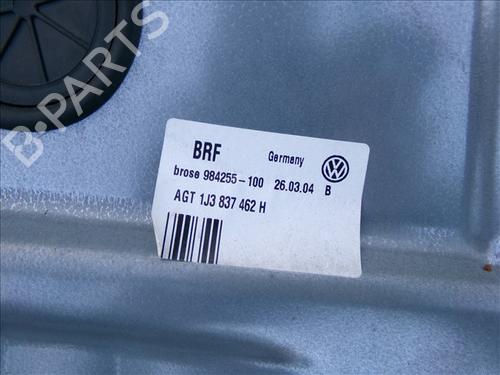 B-PARTS
BRF Germany
brose 984255-100 26.03.04 B
AGT 1J3 837 462 H